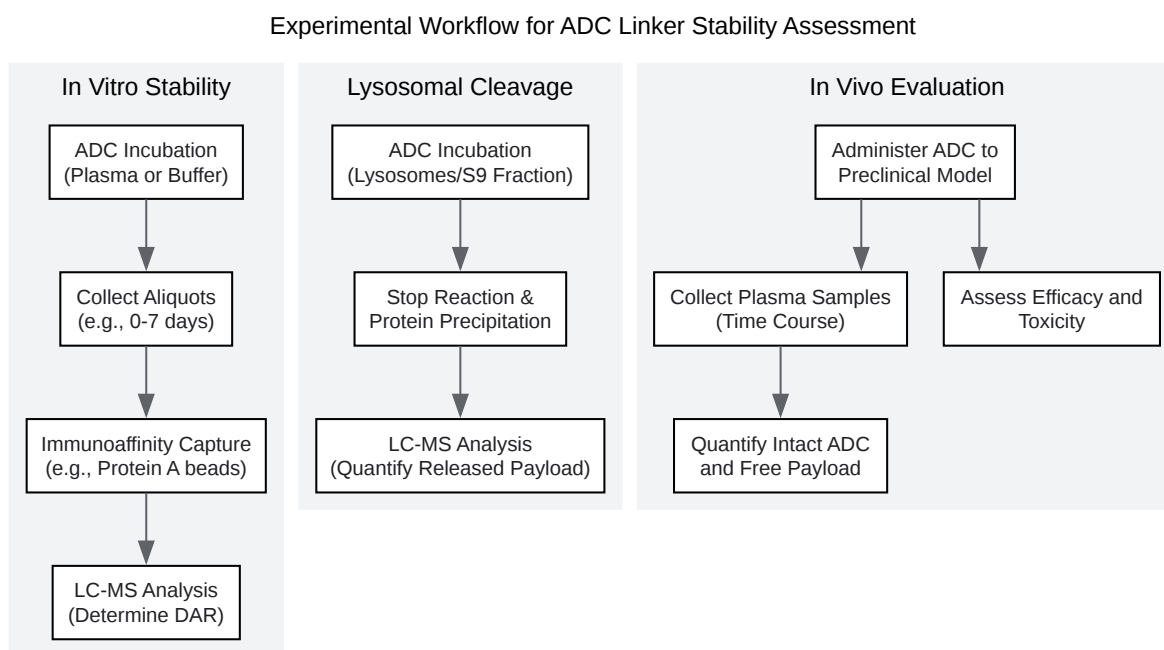 Experimental Workflow for ADC Linker Stability Assessment
In Vitro Stability
ADC Incubation
(Plasma or Buffer)
Collect Aliquots
(e.g., 0-7 days)
Immunoaffinity Capture
(e.g., Protein A beads)
LC-MS Analysis
(Determine DAR)
Lysosomal Cleavage
ADC Incubation
(Lysosomes/S9 Fraction)
Stop Reaction &
Protein Precipitation
LC-MS Analysis
(Quantify Released Payload)
In Vivo Evaluation
Administer ADC to
Preclinical Model
Collect Plasma Samples
(Time Course)
Quantify Intact ADC
and Free Payload
Assess Efficacy and
Toxicity